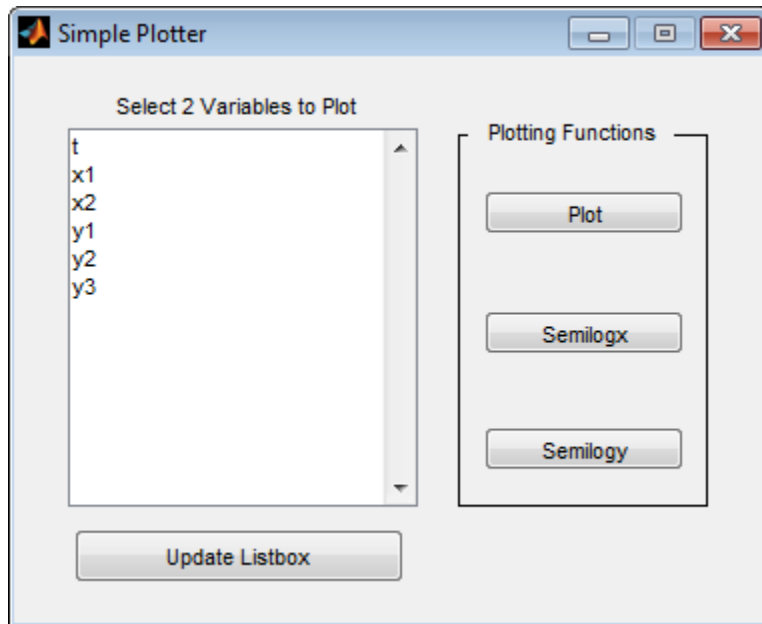 Simple Plotter
Select 2 Variables to Plot
t
x1
x2
y1
y2
y3
Update Listbox
Plotting Functions
Plot
Semilogx
Semilogy